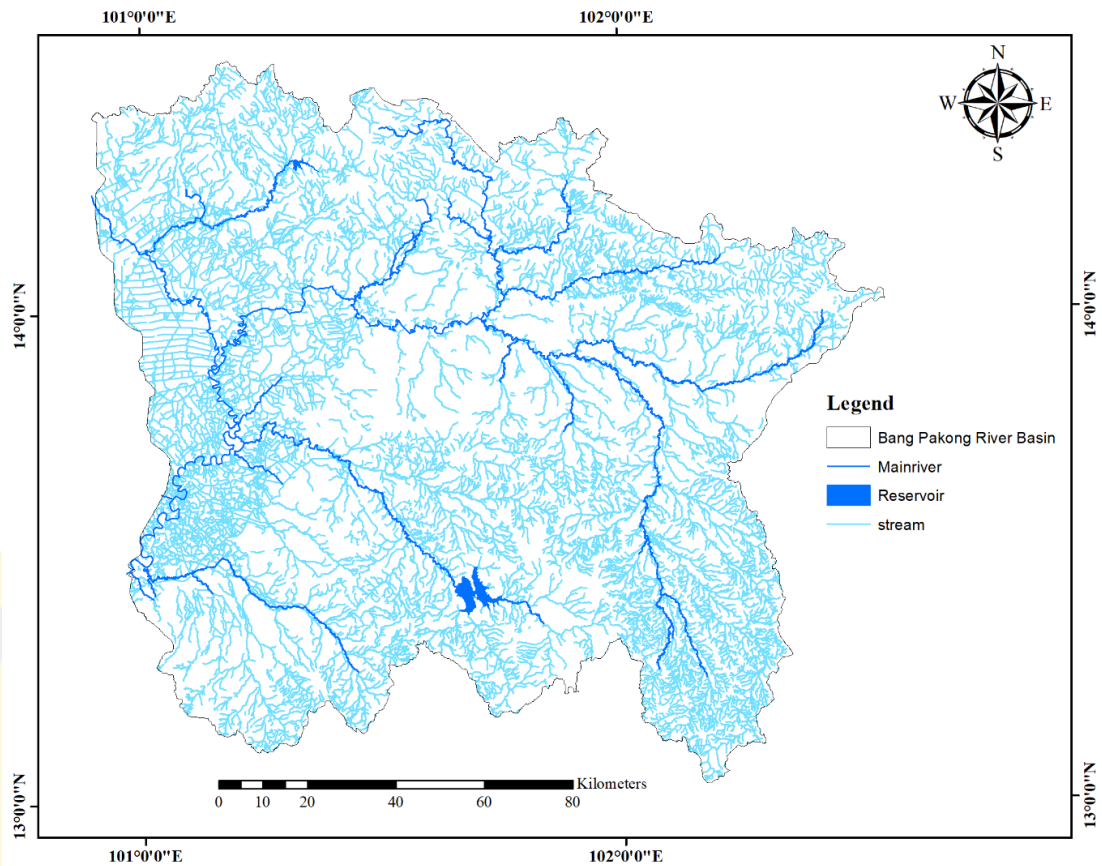 101°0'0"E
102°0'0"E
N
W
E
S
14°0'0"N
14°0'0"N
Legend
Bang Pakong River Basin
Mainriver
Reservoir
stream
Kilometers
0 10 20 40 60 80
13°0'0"N
13°0'0"N
101°0'0"E
102°0'0"E